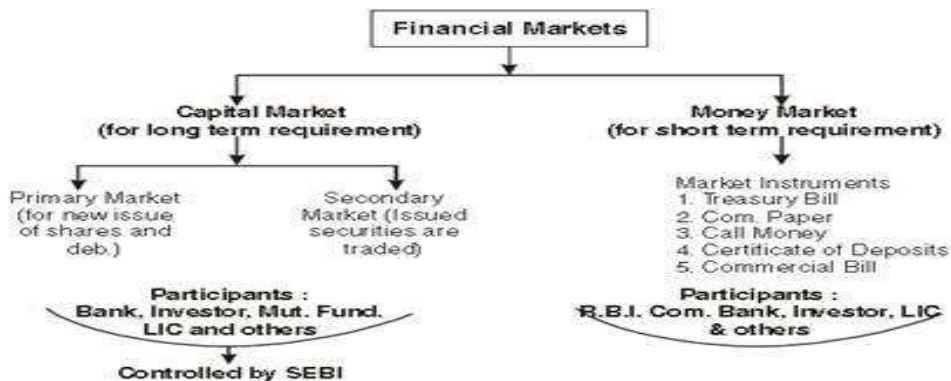 Financial Markets
Capital Market
(for long term requirement)
Money Market
(for short term requirement)
Primary Market
(for new issue
of shares and
deb.)
Secondary
Market (Issued
securities are
traded)
Market Instruments
1. Treasury Bill
2. Com. Paper
3. Call Money
4. Certificate of Deposits
5. Commercial Bill
Participants :
Bank, Investor, Mut. Fund.
LIC and others
Participants :
R.B.I. Com. Bank, Investor, LIC
& others
Controlled by SEBI